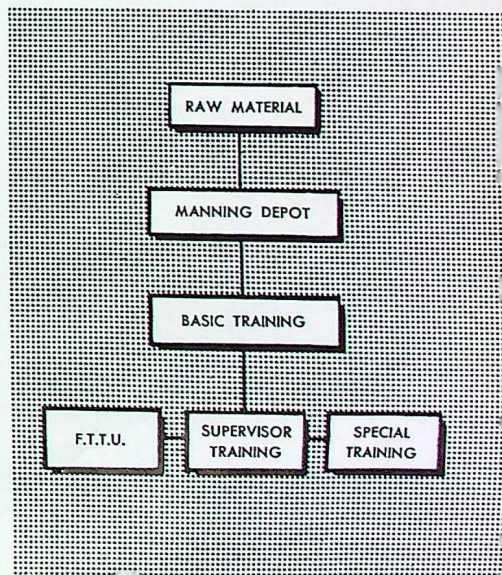 RAW MATERIAL
MANNING DEPOT
BASIC TRAINING
F.T.T.U.
SUPERVISOR
TRAINING
SPECIAL
TRAINING